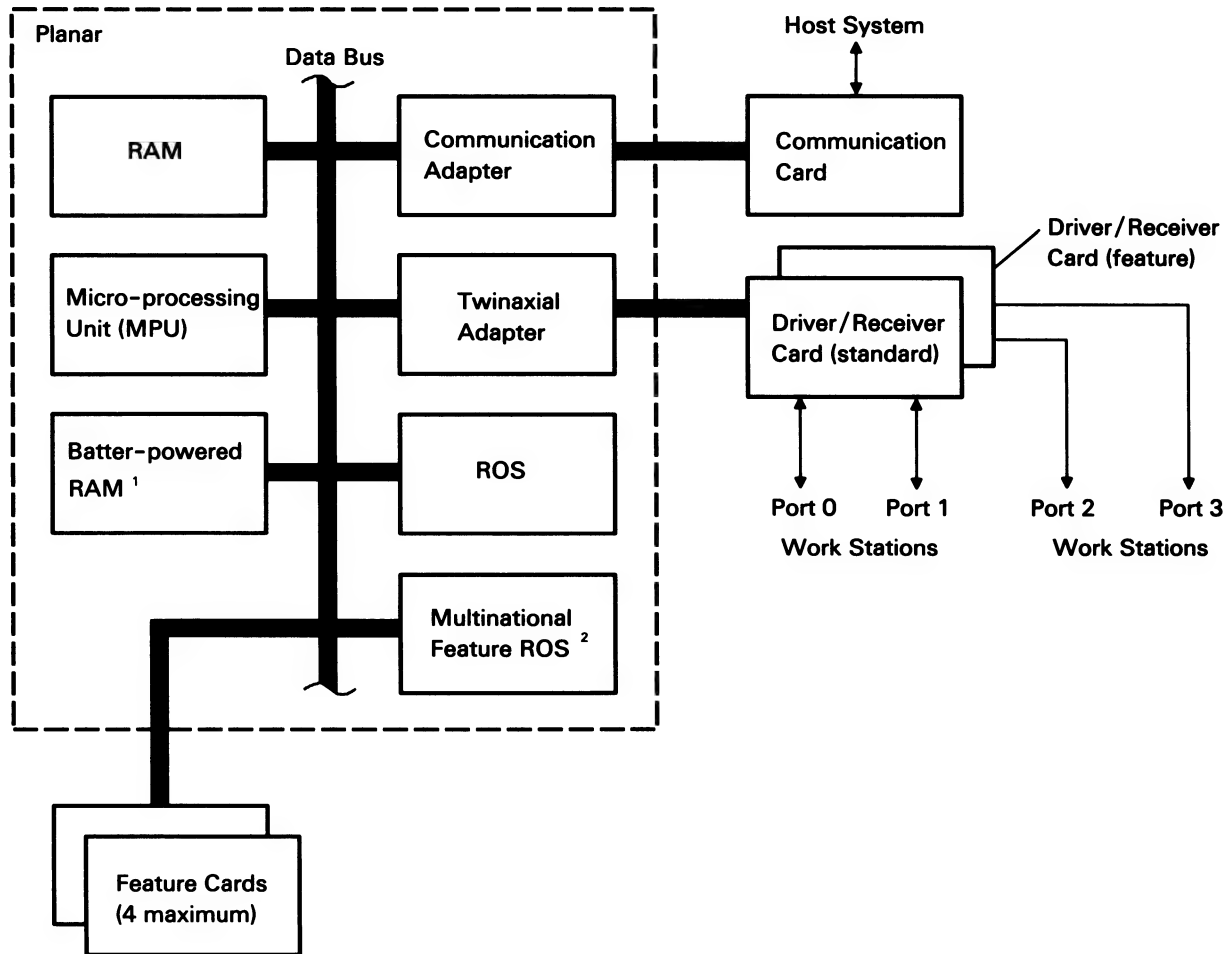 Planar
Data Bus
Host System
RAM
Communication
Adapter
Communication
Card
Driver/Receiver
Card (feature)
Micro-processing
Unit (MPU)
Twinaxial
Adapter
Driver/Receiver
Card (standard)
Batter-powered
RAM 1
ROS
Port 0
Port 1
Port 2
Port 3
Work Stations
Work Stations
Multinational
Feature ROS 2
Feature Cards
(4 maximum)